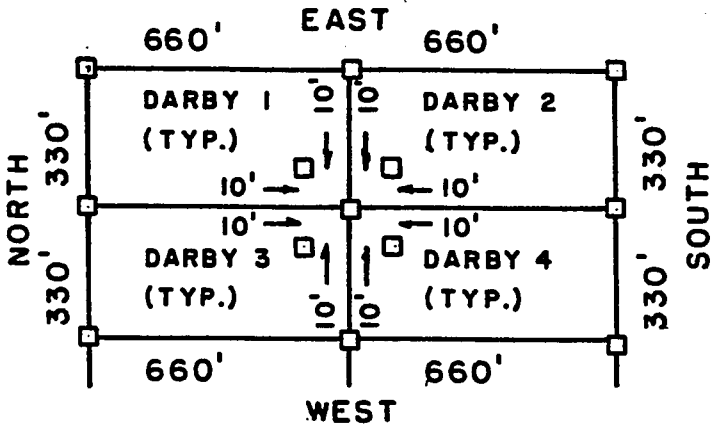 EAST
660' 660'
10' 10'
DARBY 1 DARBY 2
(TYP.) (TYP.)
330' 330'
10' 10'
NORTH SOUTH
10' 10'
DARBY 3 DARBY 4
(TYP.) (TYP.)
330' 330'
10' 10'
660' 660'
WEST